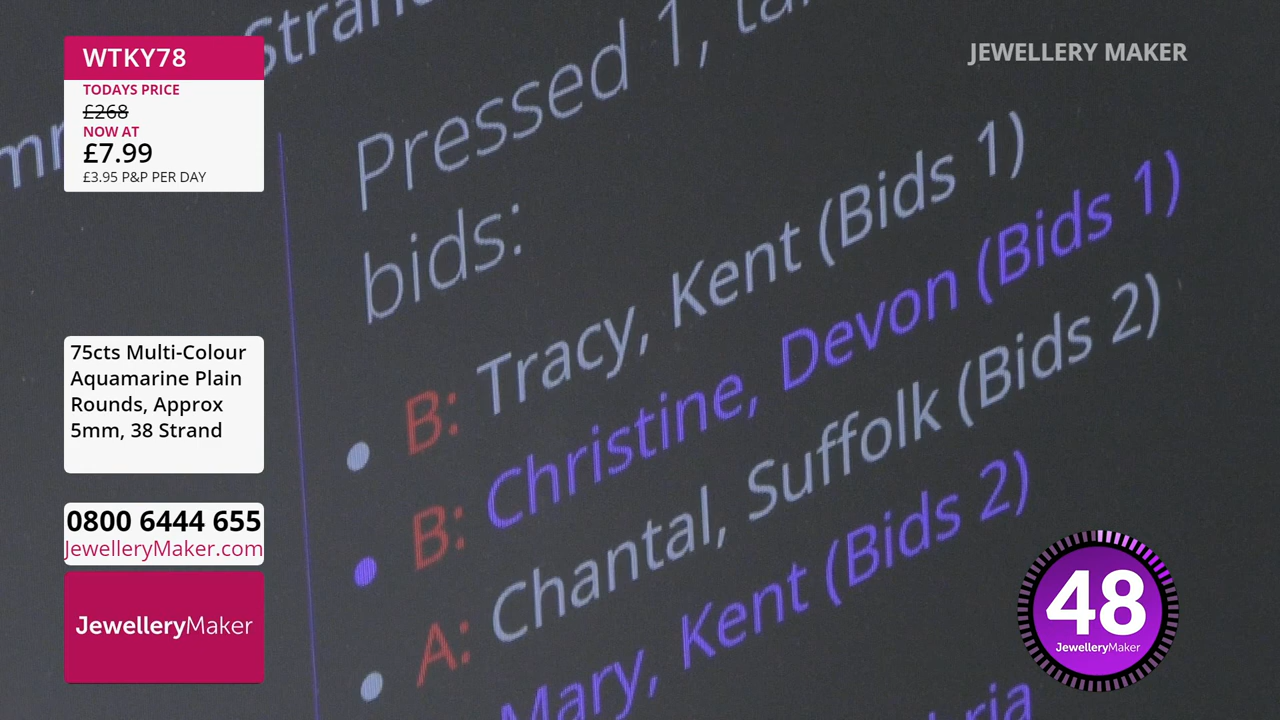 WTKY78
TODAYS PRICE
£268
NOW AT
£7.99
£3.95 P&P PER DAY
75cts Multi-Colour
Aquamarine Plain
Rounds, Approx
5mm, 38 Strand
0800 6444 655
JewelleryMaker.com
JewelleryMaker
JEWELLERY MAKER
Pressed 1,
bids:
B: Tracy, Kent (Bids 1)
B: Christine, Devon (Bids 1)
A: Chantal, Suffolk (Bids 2)
Mary, Kent (Bids 2)
48
JewelleryMaker